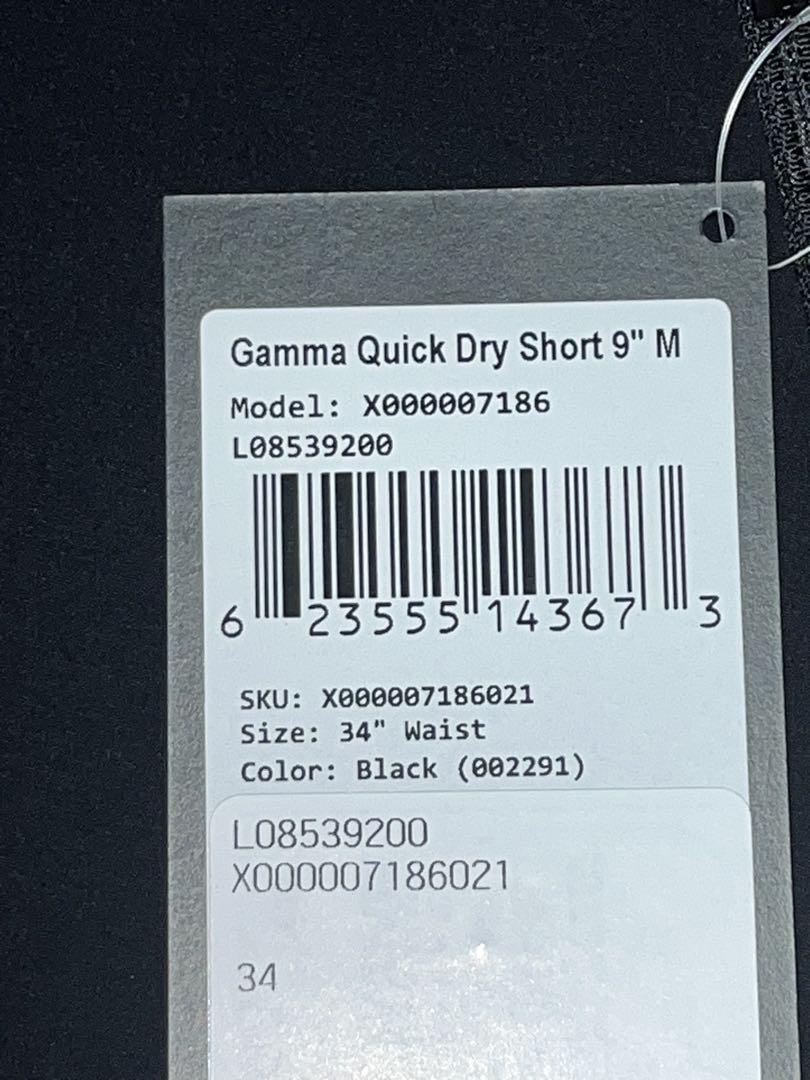 Gamma Quick Dry Short 9" M
Model: X000007186
L08539200
6 23555 14367 3
SKU: X000007186021
Size: 34" Waist
Color: Black (002291)
L08539200
X000007186021
34